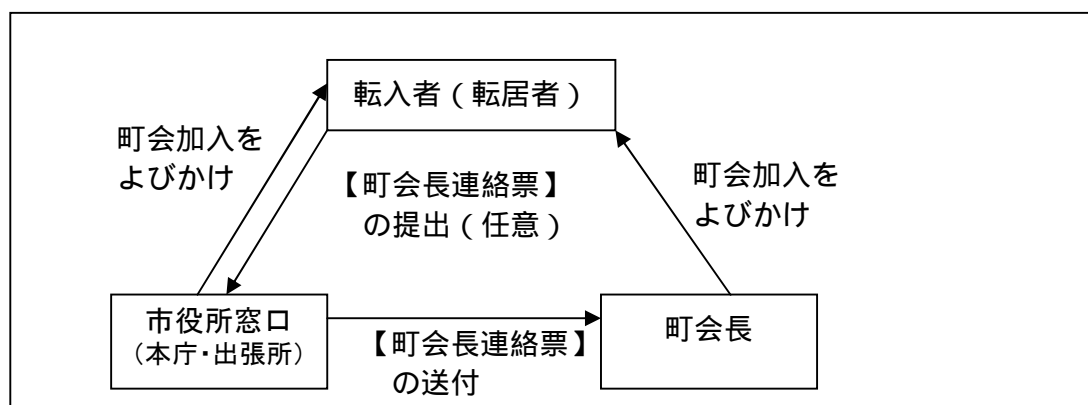 転入者(転居者)
町会加入を
よびかけ
【町会長連絡票】
の提出(任意)
町会加入を
よびかけ
市役所窓口
(本庁・出張所)
【町会長連絡票】
の送付
町会長